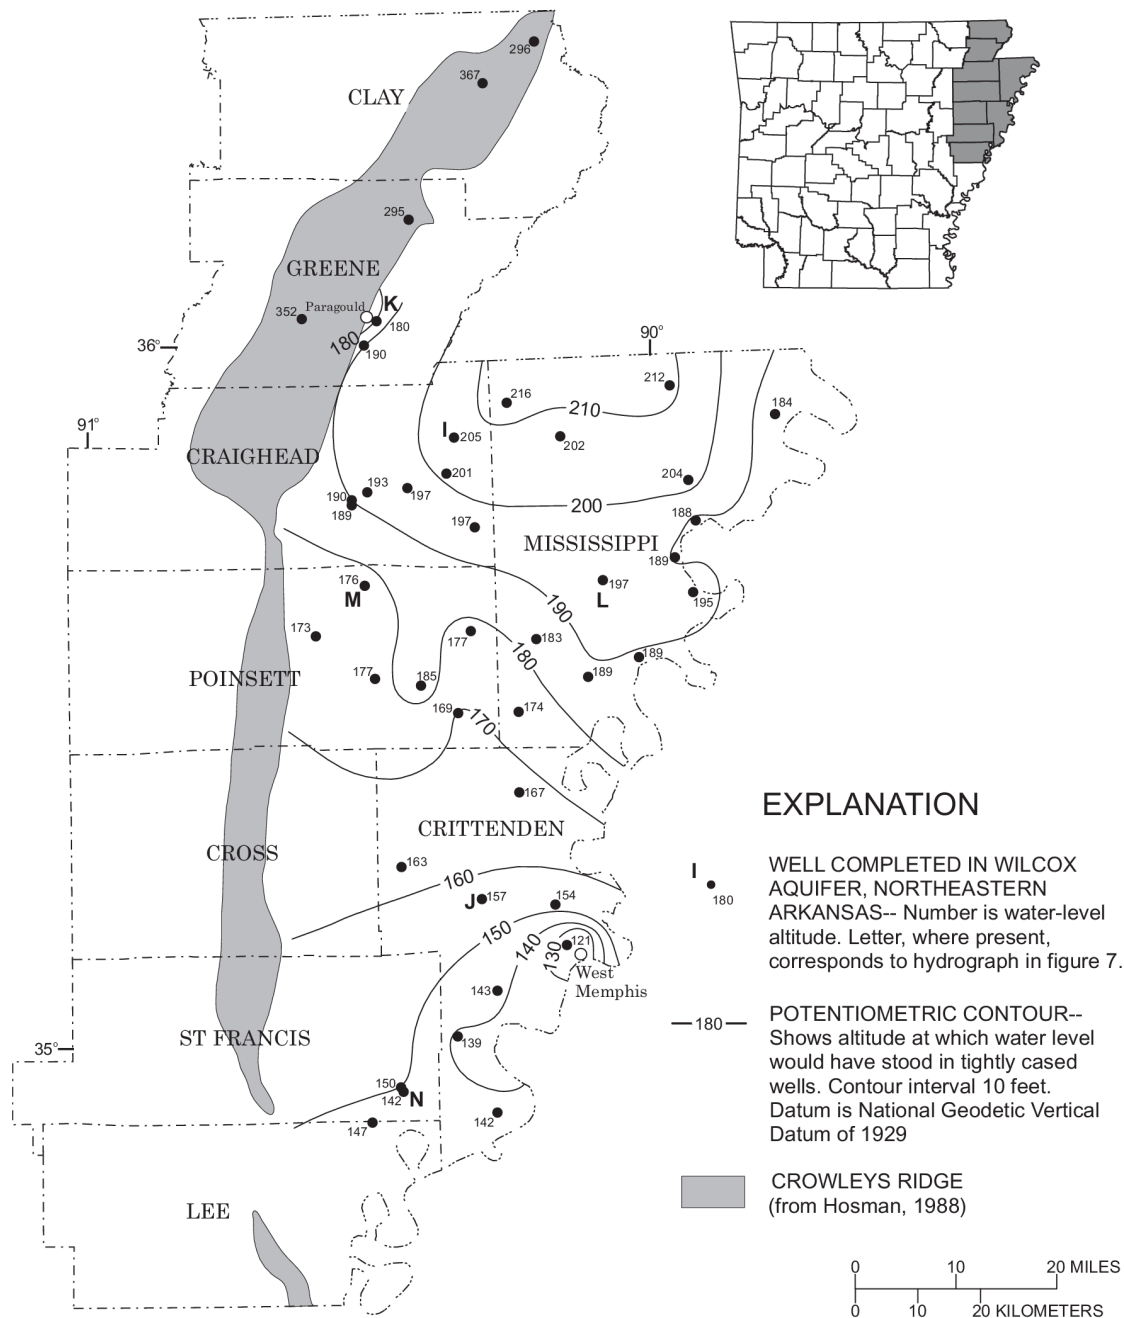 296
367
CLAY
295
GREENE
Paragould
K
352
180
180
190
36°
90°
212
216
210
184
91°
I
205
202
CRAIGHEAD
201
204
193
197
190
189
200
188
197
MISSISSIPPI
189
176
197
M
L
195
190
173
177
183
180
189
177
185
189
POINSETT
169
170
174
167
CRITTENDEN
CROSS
163
160
J
157
154
150
140
130
121
West
Memphis
143
ST FRANCIS
139
35°
150
142
N
142
147
LEE
EXPLANATION
I
180
WELL COMPLETED IN WILCOX
AQUIFER, NORTHEASTERN
ARKANSAS-- Number is water-level
altitude. Letter, where present,
corresponds to hydrograph in figure 7.
180
POTENTIOMETRIC CONTOUR--
Shows altitude at which water level
would have stood in tightly cased
wells. Contour interval 10 feet.
Datum is National Geodetic Vertical
Datum of 1929
CROWLEYS RIDGE
(from Hosman, 1988)
0 10 20 MILES
0 10 20 KILOMETERS